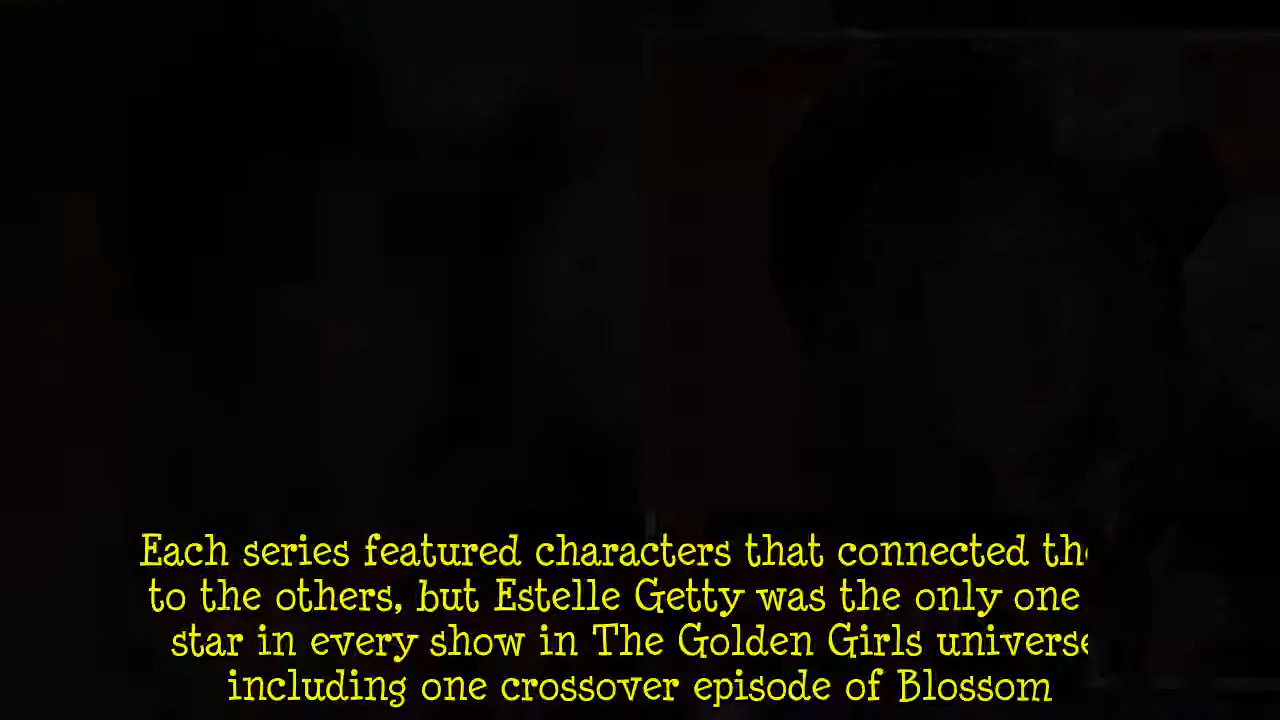 Each series featured characters that connected the
to the others, but Estelle Getty was the only one
star in every show in The Golden Girls universe
including one crossover episode of Blossom